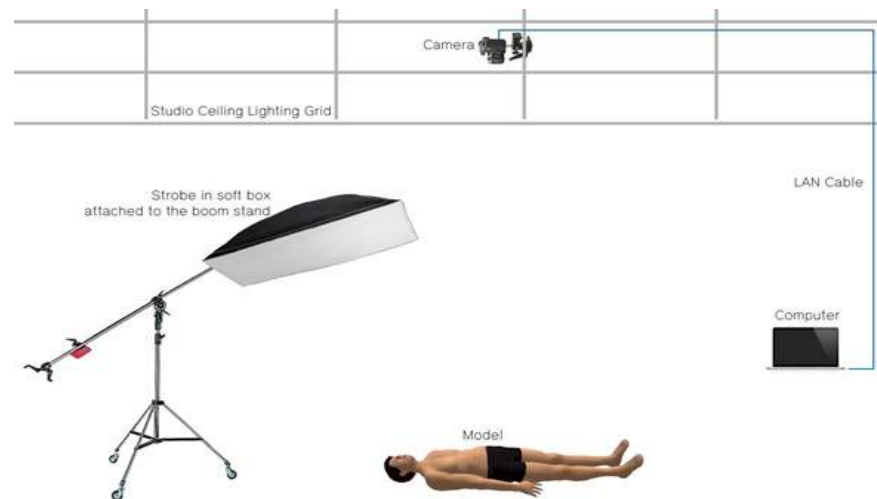 Camera
Studio Ceiling Lighting Grid
Strobe in soft box
attached to the boom stand
LAN Cable
Computer
Model